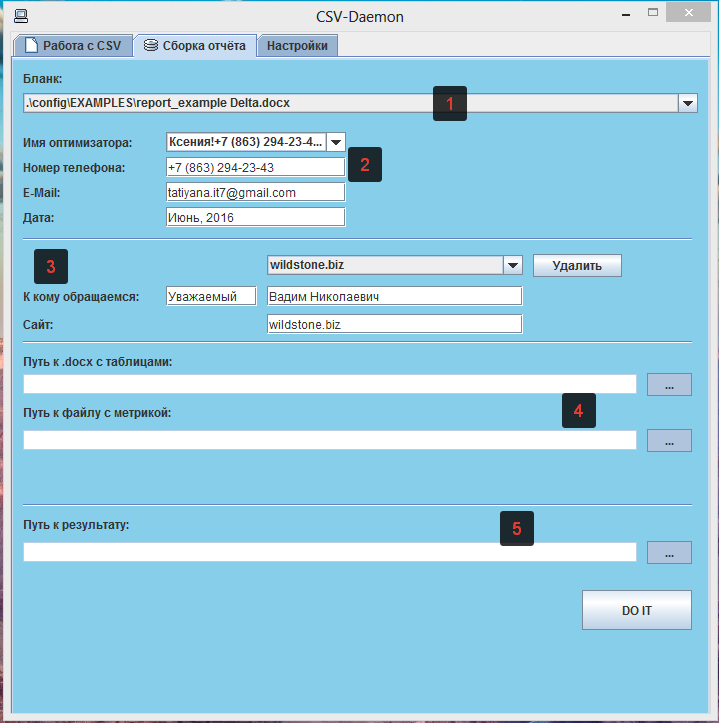 CSV-Daemon
Работа с CSV Сборка отчёта Настройки
Бланк:
.\config\EXAMPLES\report_example Delta.docx
1
Имя оптимизатора: Ксения!+7 (863) 294-23-4...
2
Номер телефона: +7 (863) 294-23-43
E-Mail: tatiyana.it7@gmail.com
Дата: Июнь, 2016
3 wildstone.biz Удалить
К кому обращаемся: Уважаемый Вадим Николаевич
Сайт: wildstone.biz
Путь к .docx с таблицами:
...
4
Путь к файлу с метрикой:
...
Путь к результату:
5
...
DO IT